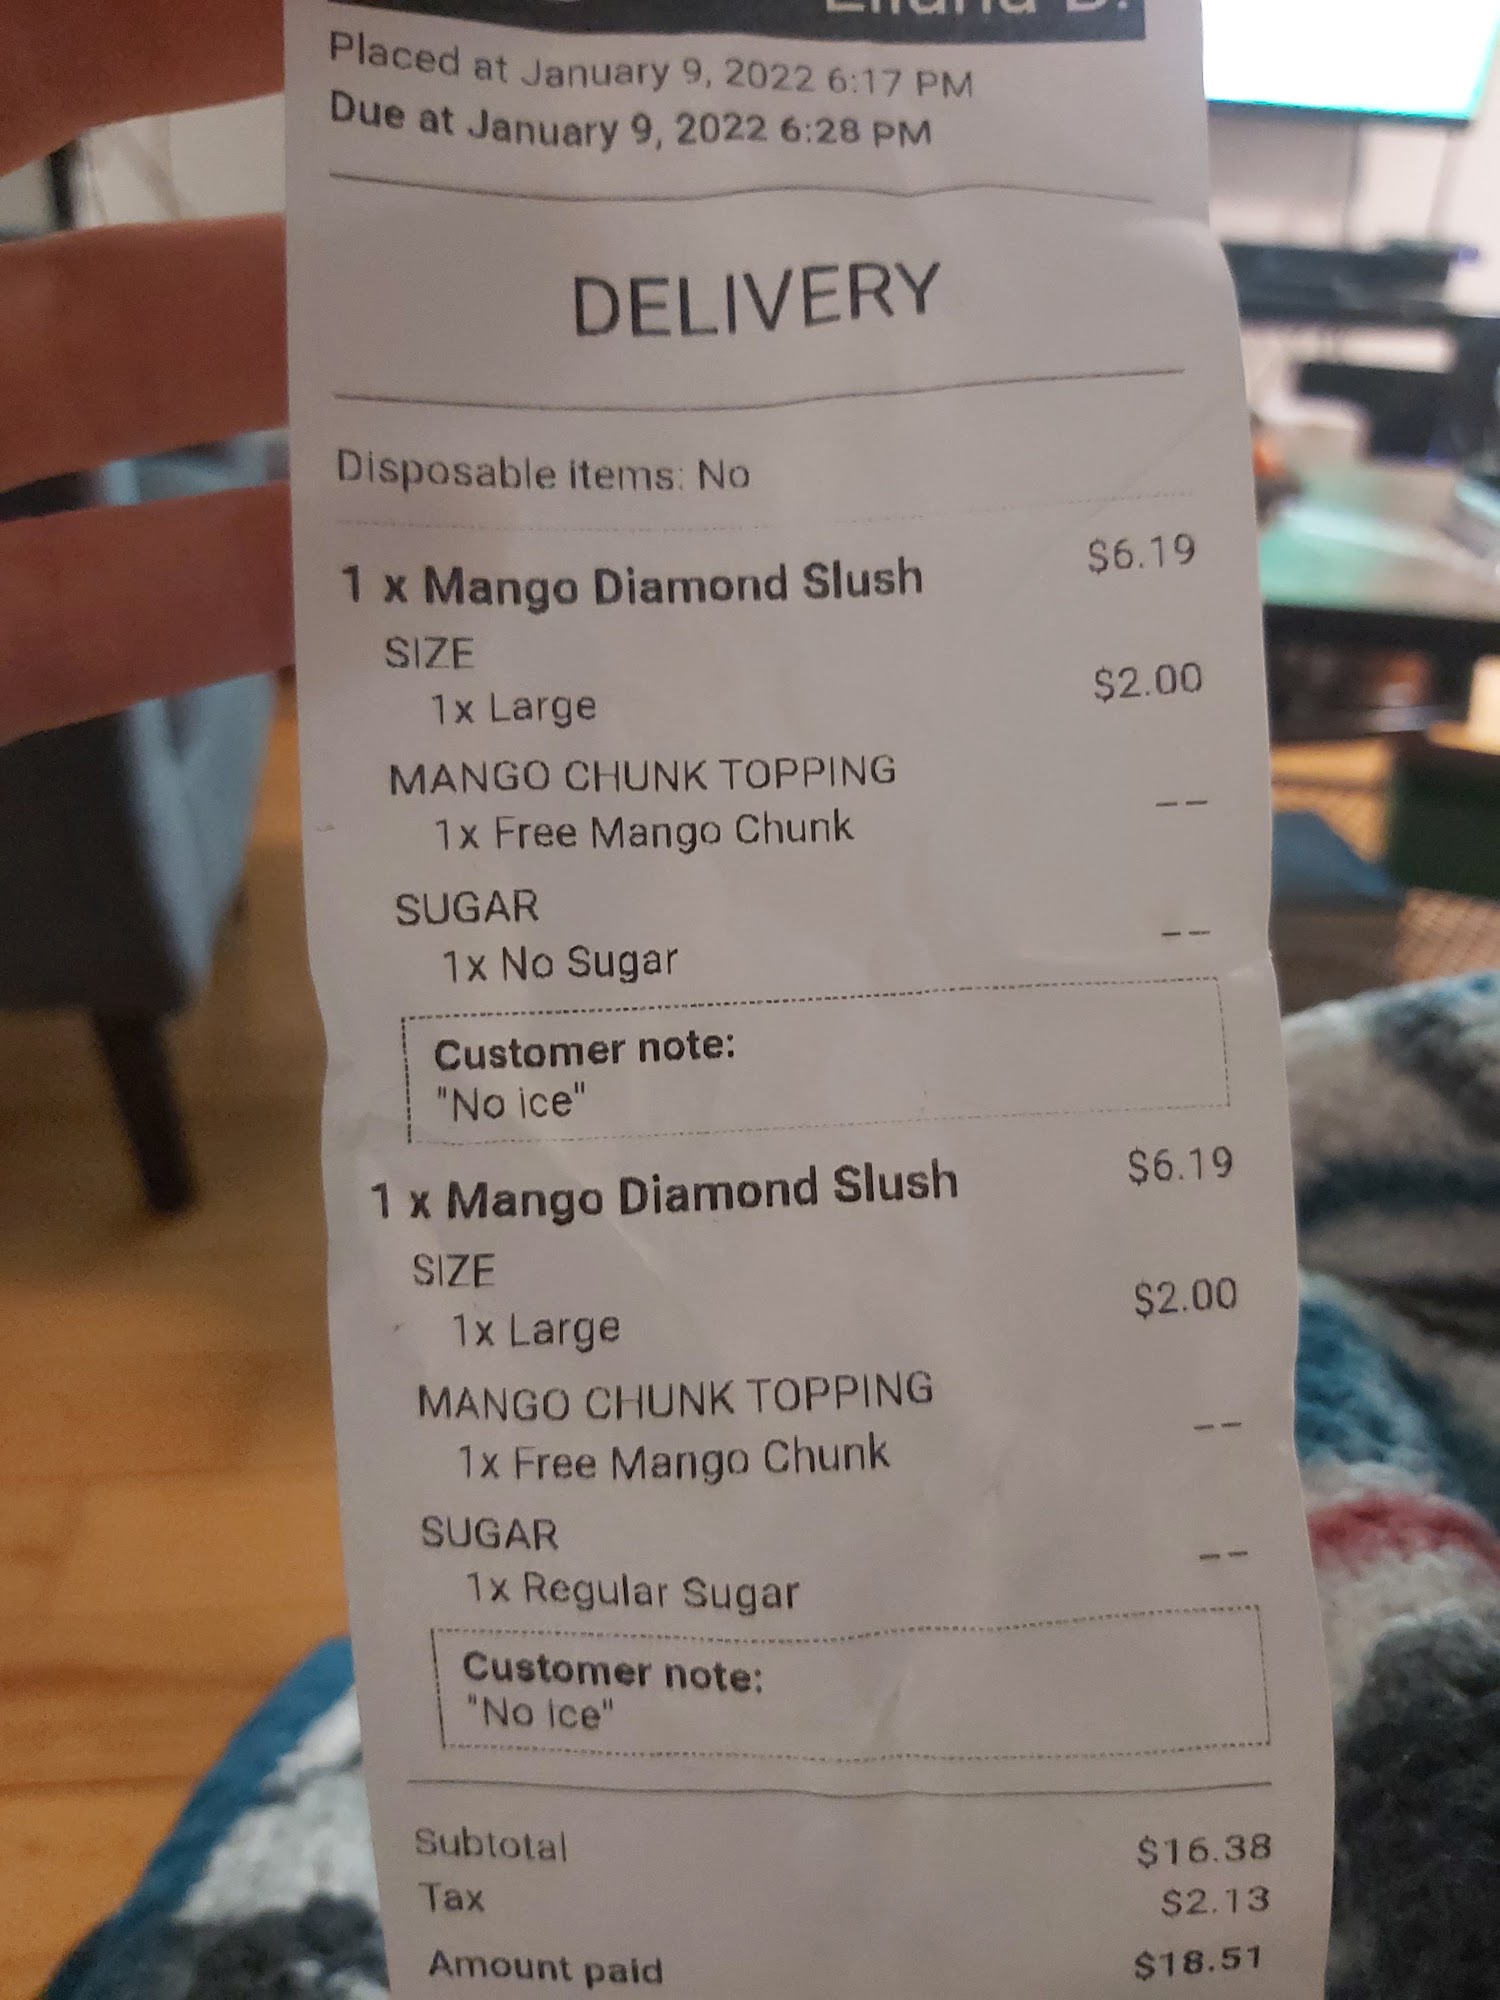 Placed at January 9, 2022 6:17 PM
Due at January 9, 2022 6:28 PM
DELIVERY
Disposable items: No
1 x Mango Diamond Slush $6.19
SIZE
1x Large $2.00
MANGO CHUNK TOPPING
1x Free Mango Chunk --
SUGAR
1x No Sugar --
Customer note:
"No ice"
1 x Mango Diamond Slush $6.19
SIZE
1x Large $2.00
MANGO CHUNK TOPPING
1x Free Mango Chunk --
SUGAR
1x Regular Sugar --
Customer note:
"No Ice"
Subtotal $16.38
Tax $2.13
Amount paid $18.51